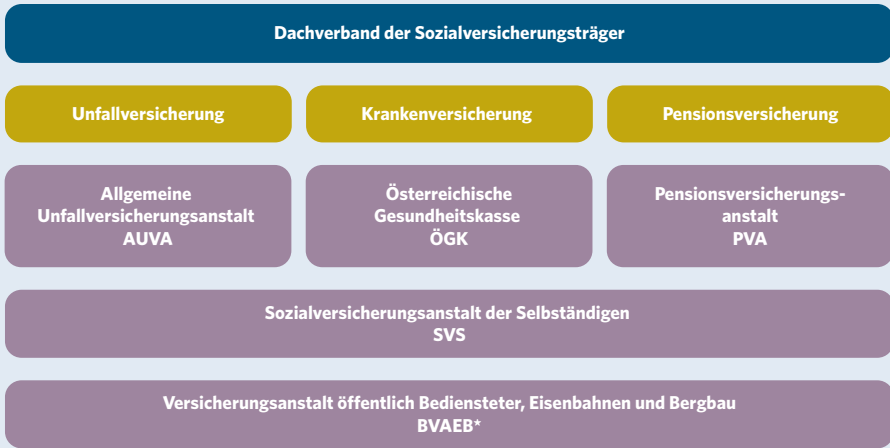 Dachverband der Sozialversicherungsträger
Unfallversicherung
Krankenversicherung
Pensionsversicherung
Allgemeine
Unfallversicherungsanstalt
AUVA
Österreichische
Gesundheitskasse
ÖGK
Pensionsversicherungs-
anstalt
PVA
Sozialversicherungsanstalt der Selbständigen
SVS
Versicherungsanstalt öffentlich Bediensteter, Eisenbahnen und Bergbau
BVAEB*